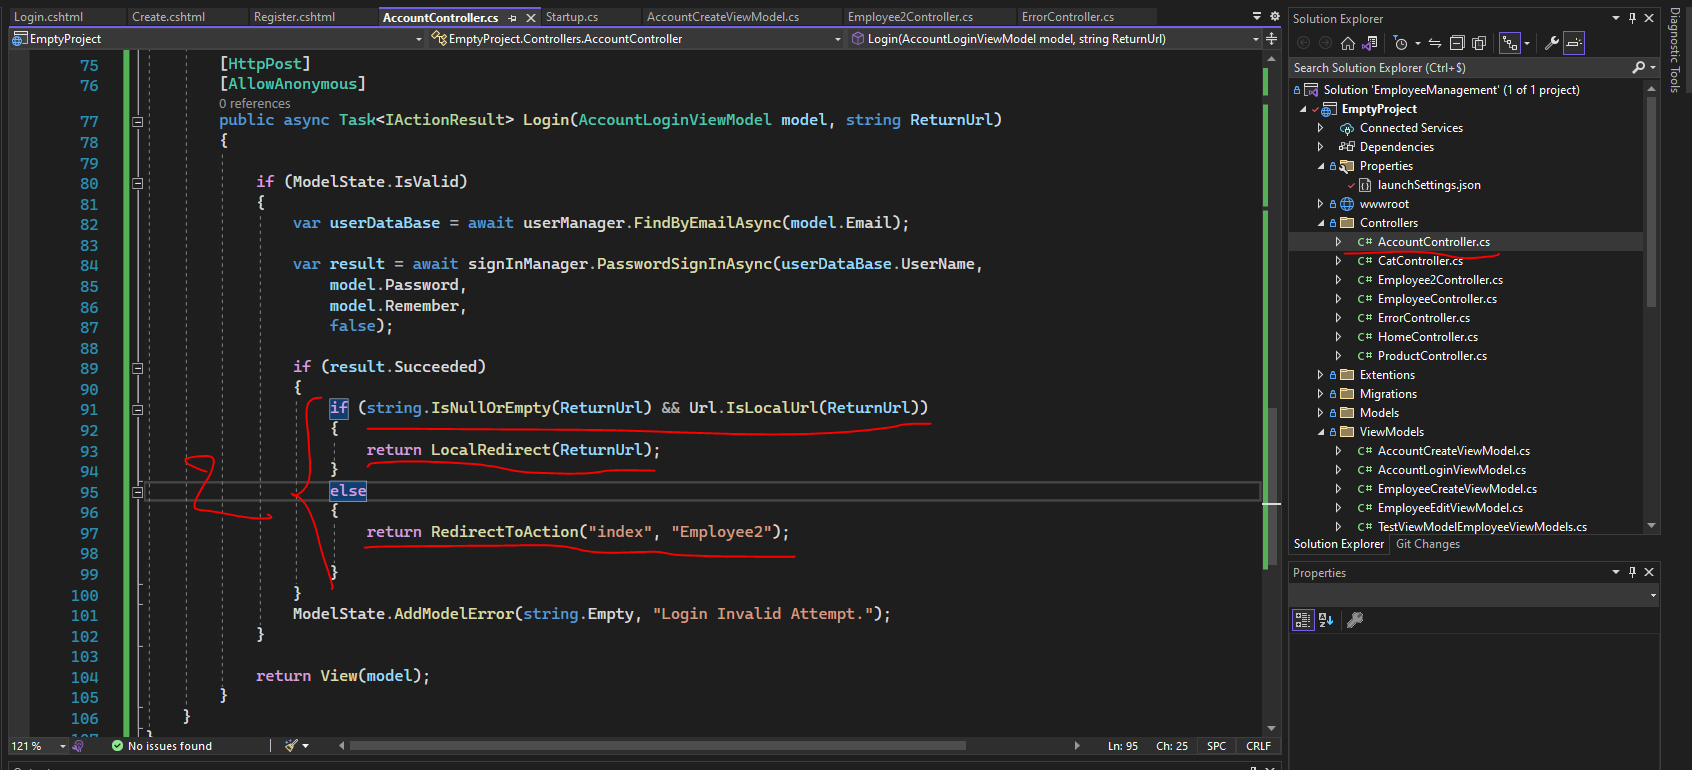 Login.cshtml Create.cshtml Register.cshtml AccountController.cs Startup.cs AccountCreateViewModel.cs Employee2Controller.cs ErrorController.cs
EmptyProject EmptyProject.Controllers.AccountController Login(AccountLoginViewModel model, string ReturnUrl)
75 [HttpPost]
76 [AllowAnonymous]
0 references
77 public async Task<IActionResult> Login(AccountLoginViewModel model, string ReturnUrl)
78 {
79
80 if (ModelState.IsValid)
81 {
82 var userDataBase = await userManager.FindByEmailAsync(model.Email);
83
84 var result = await signInManager.PasswordSignInAsync(userDataBase.UserName,
85 model.Password,
86 model.Remember,
87 false);
88
89 if (result.Succeeded)
90 {
91 if (string.IsNullOrEmpty(ReturnUrl) && Url.IsLocalUrl(ReturnUrl))
92 {
93 return LocalRedirect(ReturnUrl);
94 }
95 else
96 {
97 return RedirectToAction("index", "Employee2");
98
99 }
100 }
101 ModelState.AddModelError(string.Empty, "Login Invalid Attempt.");
102 }
103
104 return View(model);
105 }
106 }
107 }
121 % No issues found Ln: 95 Ch: 25 SPC CRLF
Solution Explorer
Search Solution Explorer (Ctrl+$)
Solution 'EmployeeManagement' (1 of 1 project)
EmptyProject
Connected Services
Dependencies
Properties
launchSettings.json
wwwroot
Controllers
C# AccountController.cs
C# CatController.cs
C# Employee2Controller.cs
C# EmployeeController.cs
C# ErrorController.cs
C# HomeController.cs
C# ProductController.cs
Extentions
Migrations
Models
ViewModels
C# AccountCreateViewModel.cs
C# AccountLoginViewModel.cs
C# EmployeeCreateViewModel.cs
C# EmployeeEditViewModel.cs
C# TestViewModelEmployeeViewModels.cs
Solution Explorer Git Changes
Properties
Diagnostic Tools